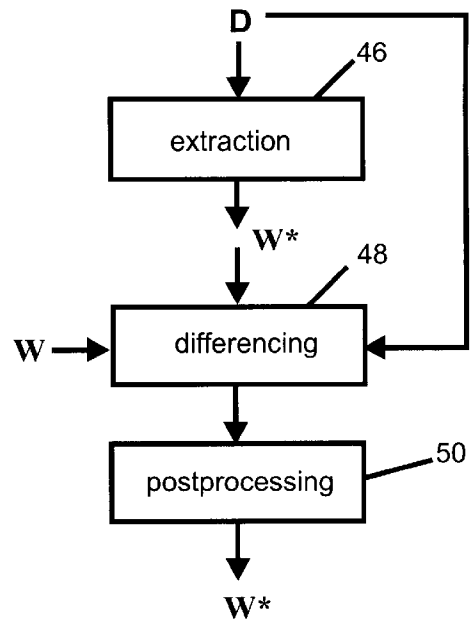 D
46
extraction
W*
48
W
differencing
50
postprocessing
W*